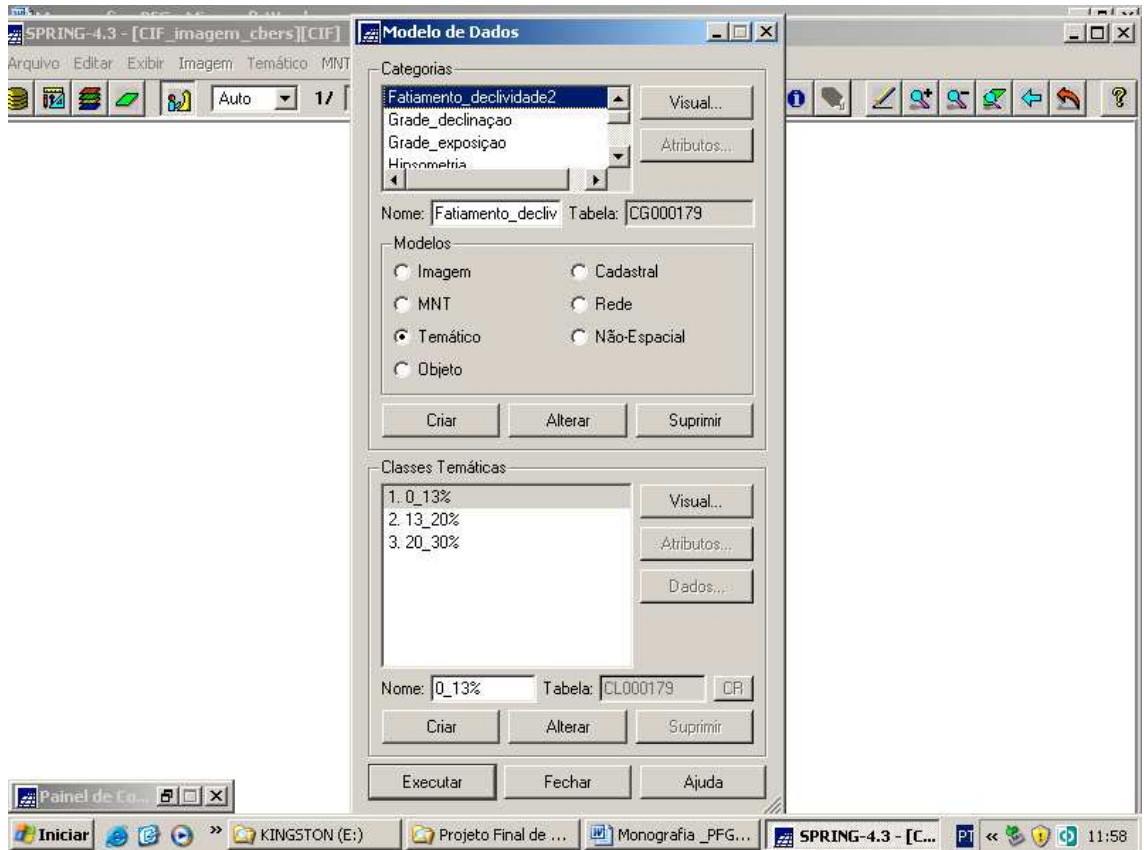 SPRING-4.3 - [CIF_imagem_cbers][CIF]
Modelo de Dados
Arquivo Editar Exibir Imagem Temático MNT
Auto
1/
Categorias
Fatiamento_declividade2
Grade_declinaçao
Grade_exposiçao
Hipsometria
Visual...
Atributos...
Nome: Fatiamento_decliv Tabela: CG000179
Modelos
Imagem Cadastral
MNT Rede
Temático Não-Espacial
Objeto
Criar Alterar Suprimir
Classes Temáticas
1. 0_13%
2. 13_20%
3. 20_30%
Visual...
Atributos...
Dados...
Nome: 0_13% Tabela: CL000179 CR
Criar Alterar Suprimir
Executar Fechar Ajuda
Painel de Co...
Iniciar » KINGSTON (E:) Projeto Final de ... Monografia _PFG... SPRING-4.3 - [C... PT « 11:58